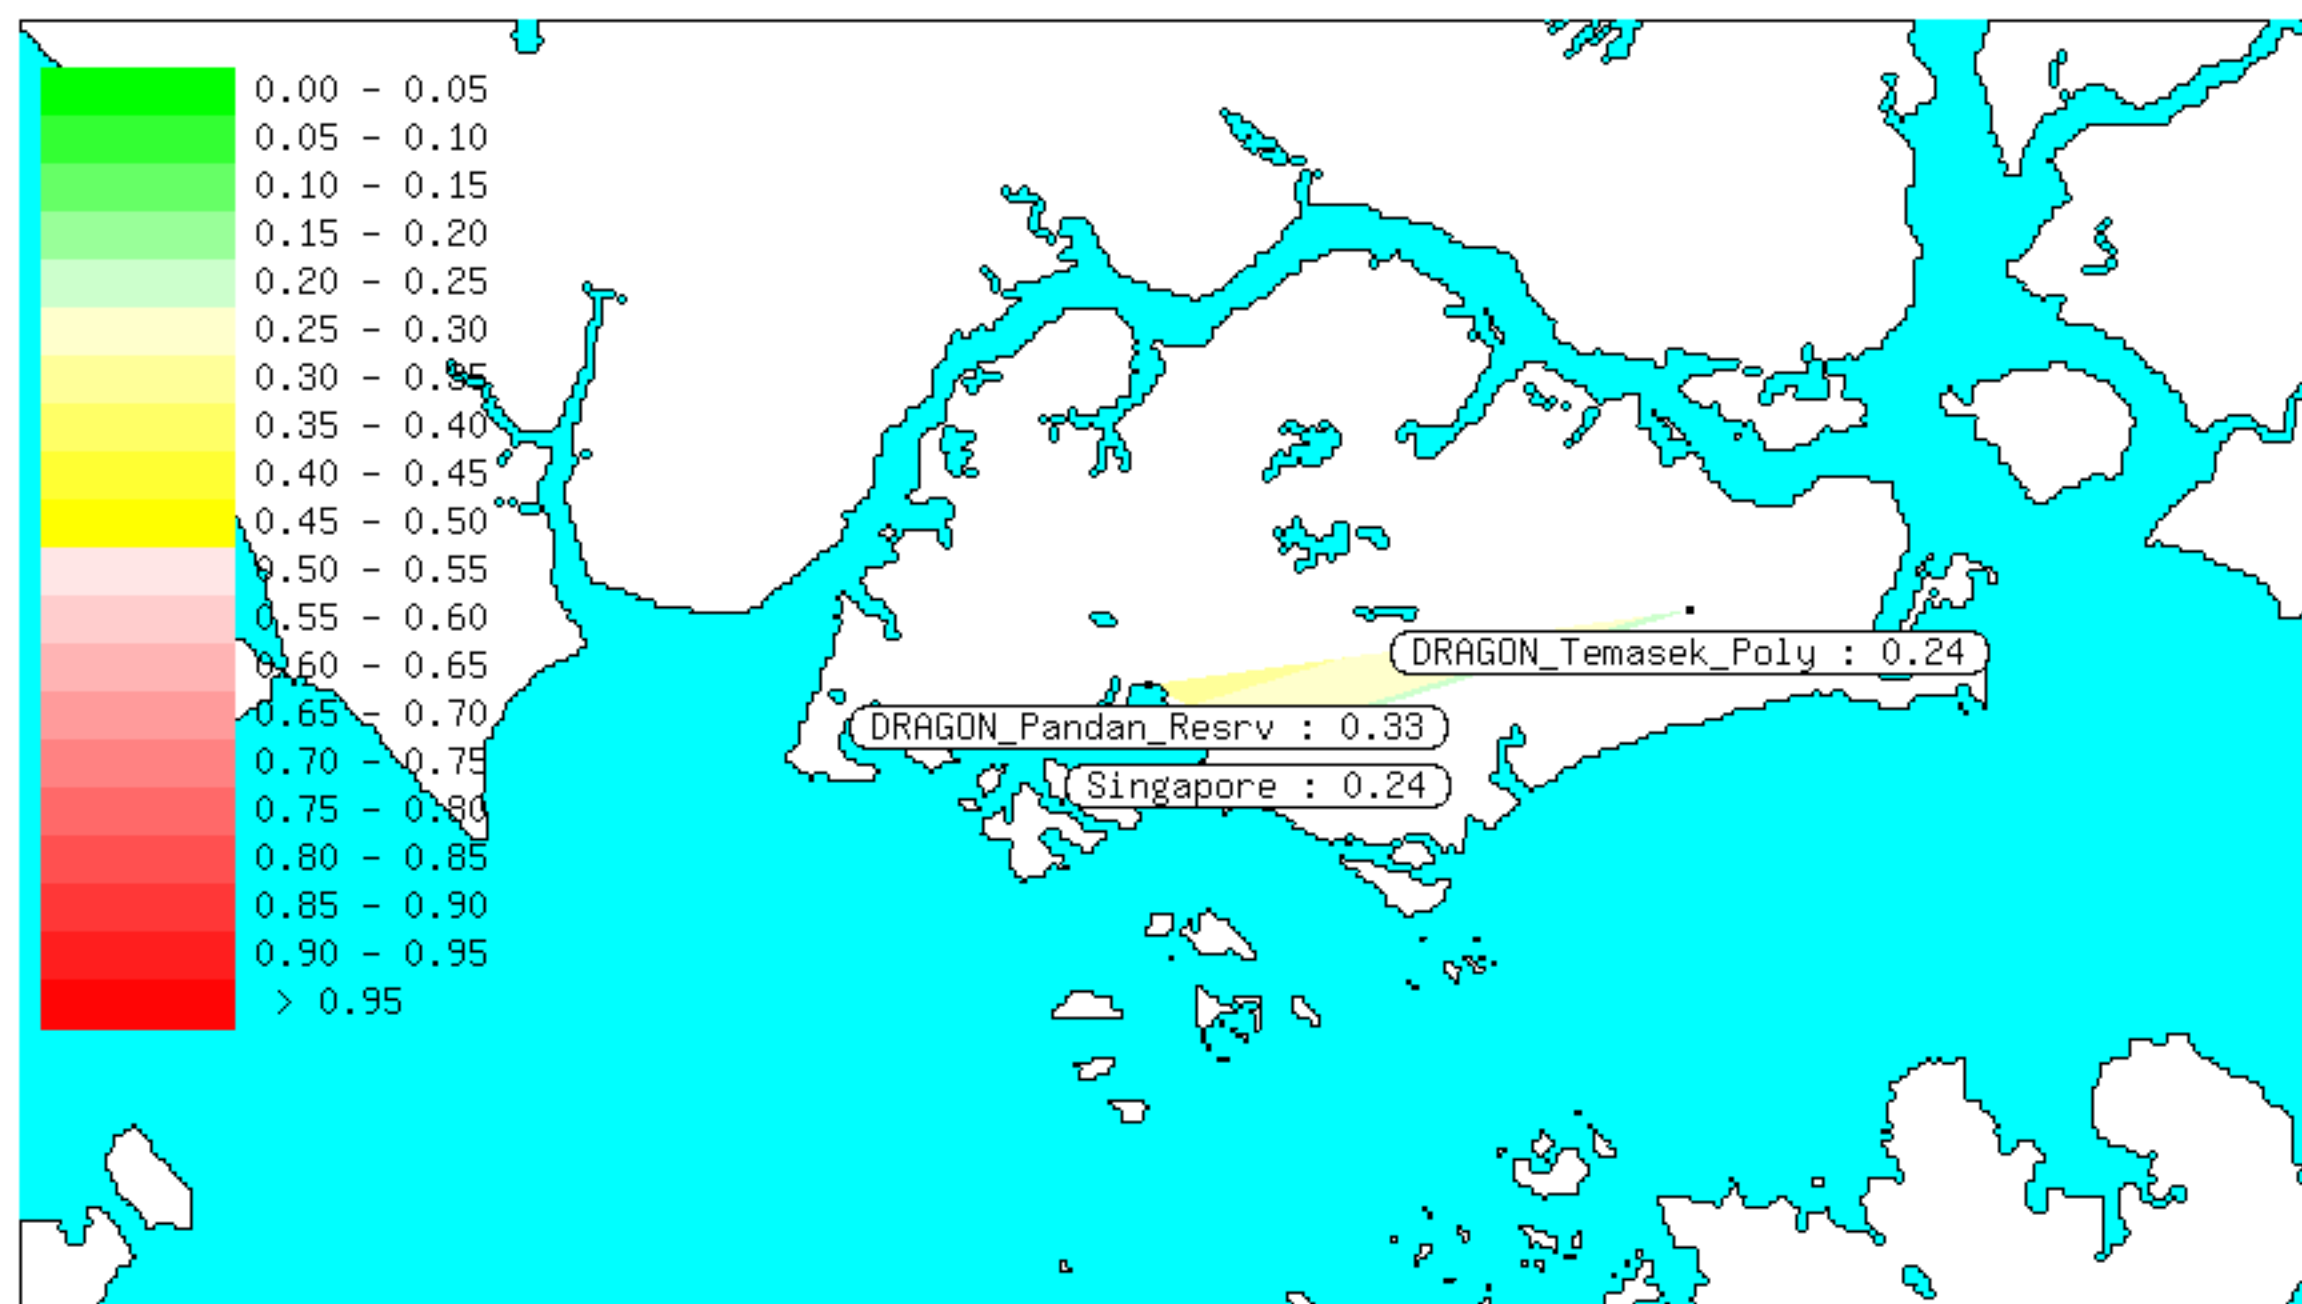 0.00 - 0.05
0.05 - 0.10
0.10 - 0.15
0.15 - 0.20
0.20 - 0.25
0.25 - 0.30
0.30 - 0.35
0.35 - 0.40
0.40 - 0.45
0.45 - 0.50
0.50 - 0.55
0.55 - 0.60
0.60 - 0.65
0.65 - 0.70
0.70 - 0.75
0.75 - 0.80
0.80 - 0.85
0.85 - 0.90
0.90 - 0.95
> 0.95
DRAGON_Temasek_Poly : 0.24
DRAGON_Pandan_Resrv : 0.33
Singapore : 0.24